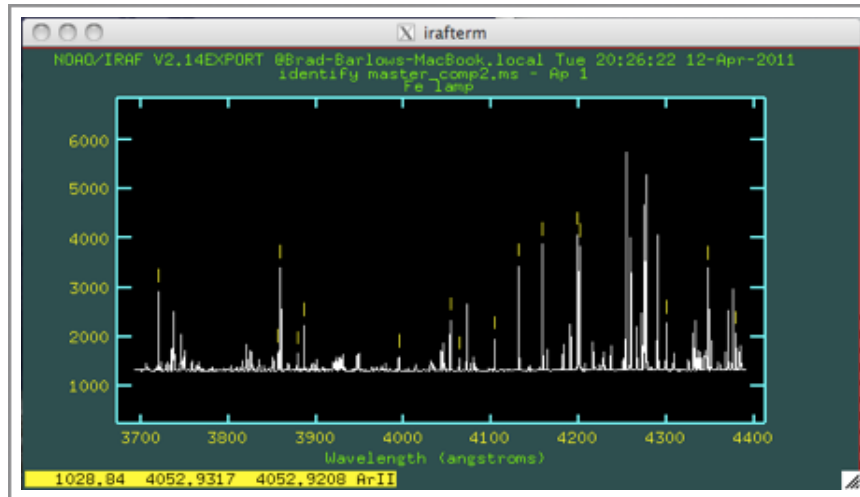 irafterm
NOAO/IRAF V2.14EXPORT @Brad-Barlows-MacBook.local Tue 20:26:22 12-Apr-2011
identify master_comp2.ms - Ap 1
Fe lamp
6000
5000
4000
3000
2000
1000
3700 3800 3900 4000 4100 4200 4300 4400
Wavelength (angstroms)
1028.84 4052.9317 4052.9208 ArII